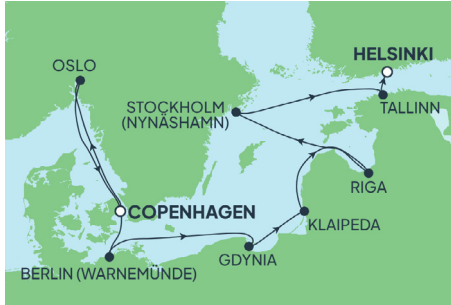 HELSINKI
OSLO
STOCKHOLM
(NYNÄSHAMN)
TALLINN
RIGA
COPENHAGEN
KLAIPEDA
GDYNIA
BERLIN (WARNEMÜNDE)